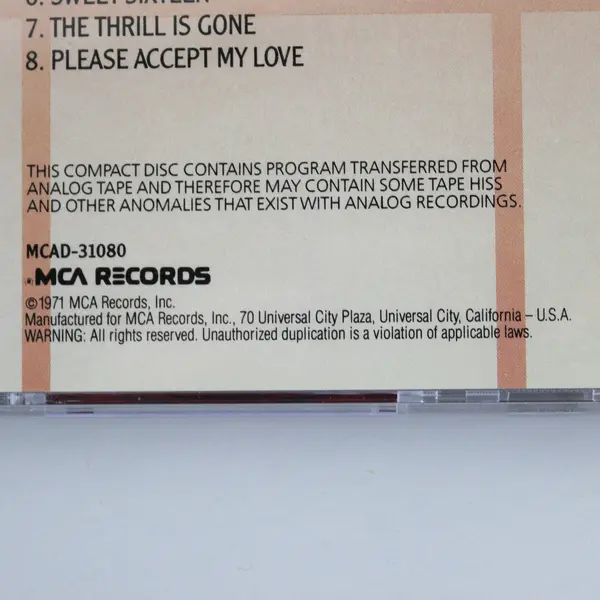 6. SWEET SIXTEEN
7. THE THRILL IS GONE
8. PLEASE ACCEPT MY LOVE
THIS COMPACT DISC CONTAINS PROGRAM TRANSFERRED FROM
ANALOG TAPE AND THEREFORE MAY CONTAIN SOME TAPE HISS
AND OTHER ANOMALIES THAT EXIST WITH ANALOG RECORDINGS.
MCAD-31080
MCA RECORDS
©1971 MCA Records, Inc.
Manufactured for MCA Records, Inc., 70 Universal City Plaza, Universal City, California – U.S.A.
WARNING: All rights reserved. Unauthorized duplication is a violation of applicable laws.